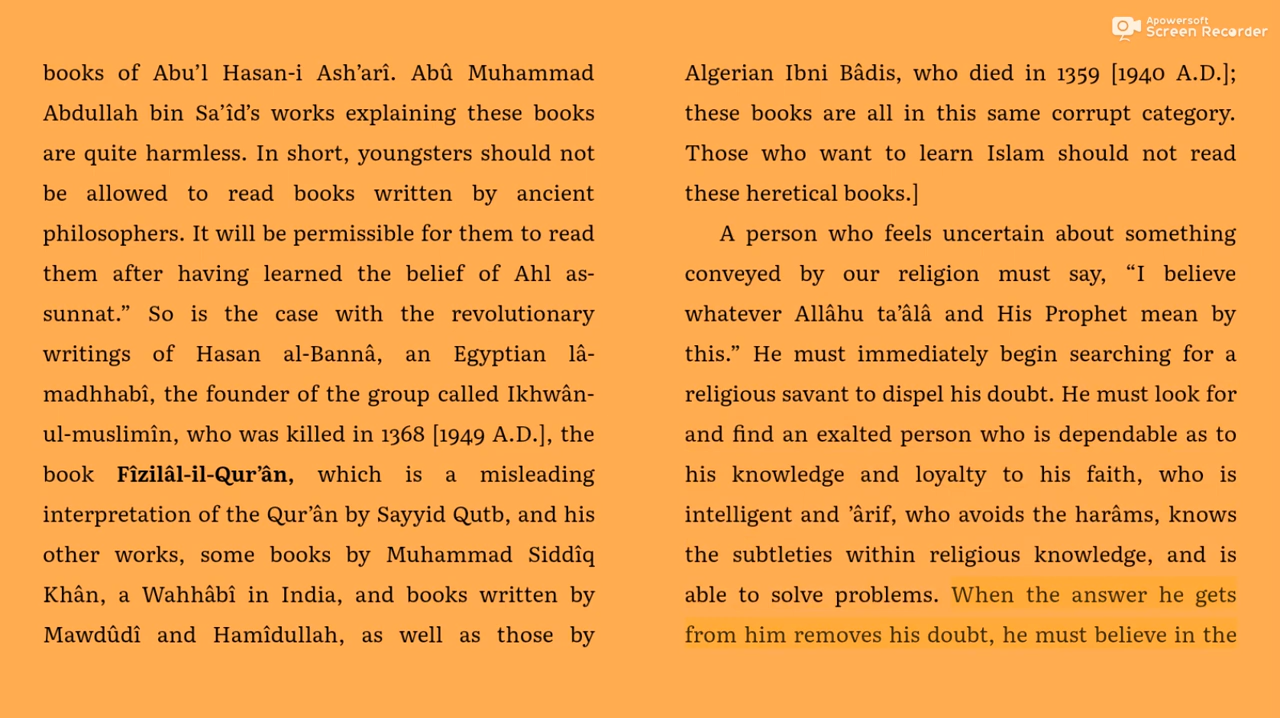 Apowersoft
Screen Recorder
books of Abu’l Hasan-i Ash’arî. Abû Muhammad
Abdullah bin Sa’îd’s works explaining these books
are quite harmless. In short, youngsters should not
be allowed to read books written by ancient
philosophers. It will be permissible for them to read
them after having learned the belief of Ahl as-
sunnat.” So is the case with the revolutionary
writings of Hasan al-Bannâ, an Egyptian lâ-
madhhabî, the founder of the group called Ikhwân-
ul-muslimîn, who was killed in 1368 [1949 A.D.], the
book Fîzilâl-il-Qur’ân, which is a misleading
interpretation of the Qur’ân by Sayyid Qutb, and his
other works, some books by Muhammad Siddîq
Khân, a Wahhâbî in India, and books written by
Mawdûdî and Hamîdullah, as well as those by
Algerian Ibni Bâdis, who died in 1359 [1940 A.D.];
these books are all in this same corrupt category.
Those who want to learn Islam should not read
these heretical books.]
A person who feels uncertain about something
conveyed by our religion must say, “I believe
whatever Allâhu ta’âlâ and His Prophet mean by
this.” He must immediately begin searching for a
religious savant to dispel his doubt. He must look for
and find an exalted person who is dependable as to
his knowledge and loyalty to his faith, who is
intelligent and ’ârif, who avoids the harâms, knows
the subtleties within religious knowledge, and is
able to solve problems. When the answer he gets
from him removes his doubt, he must believe in the